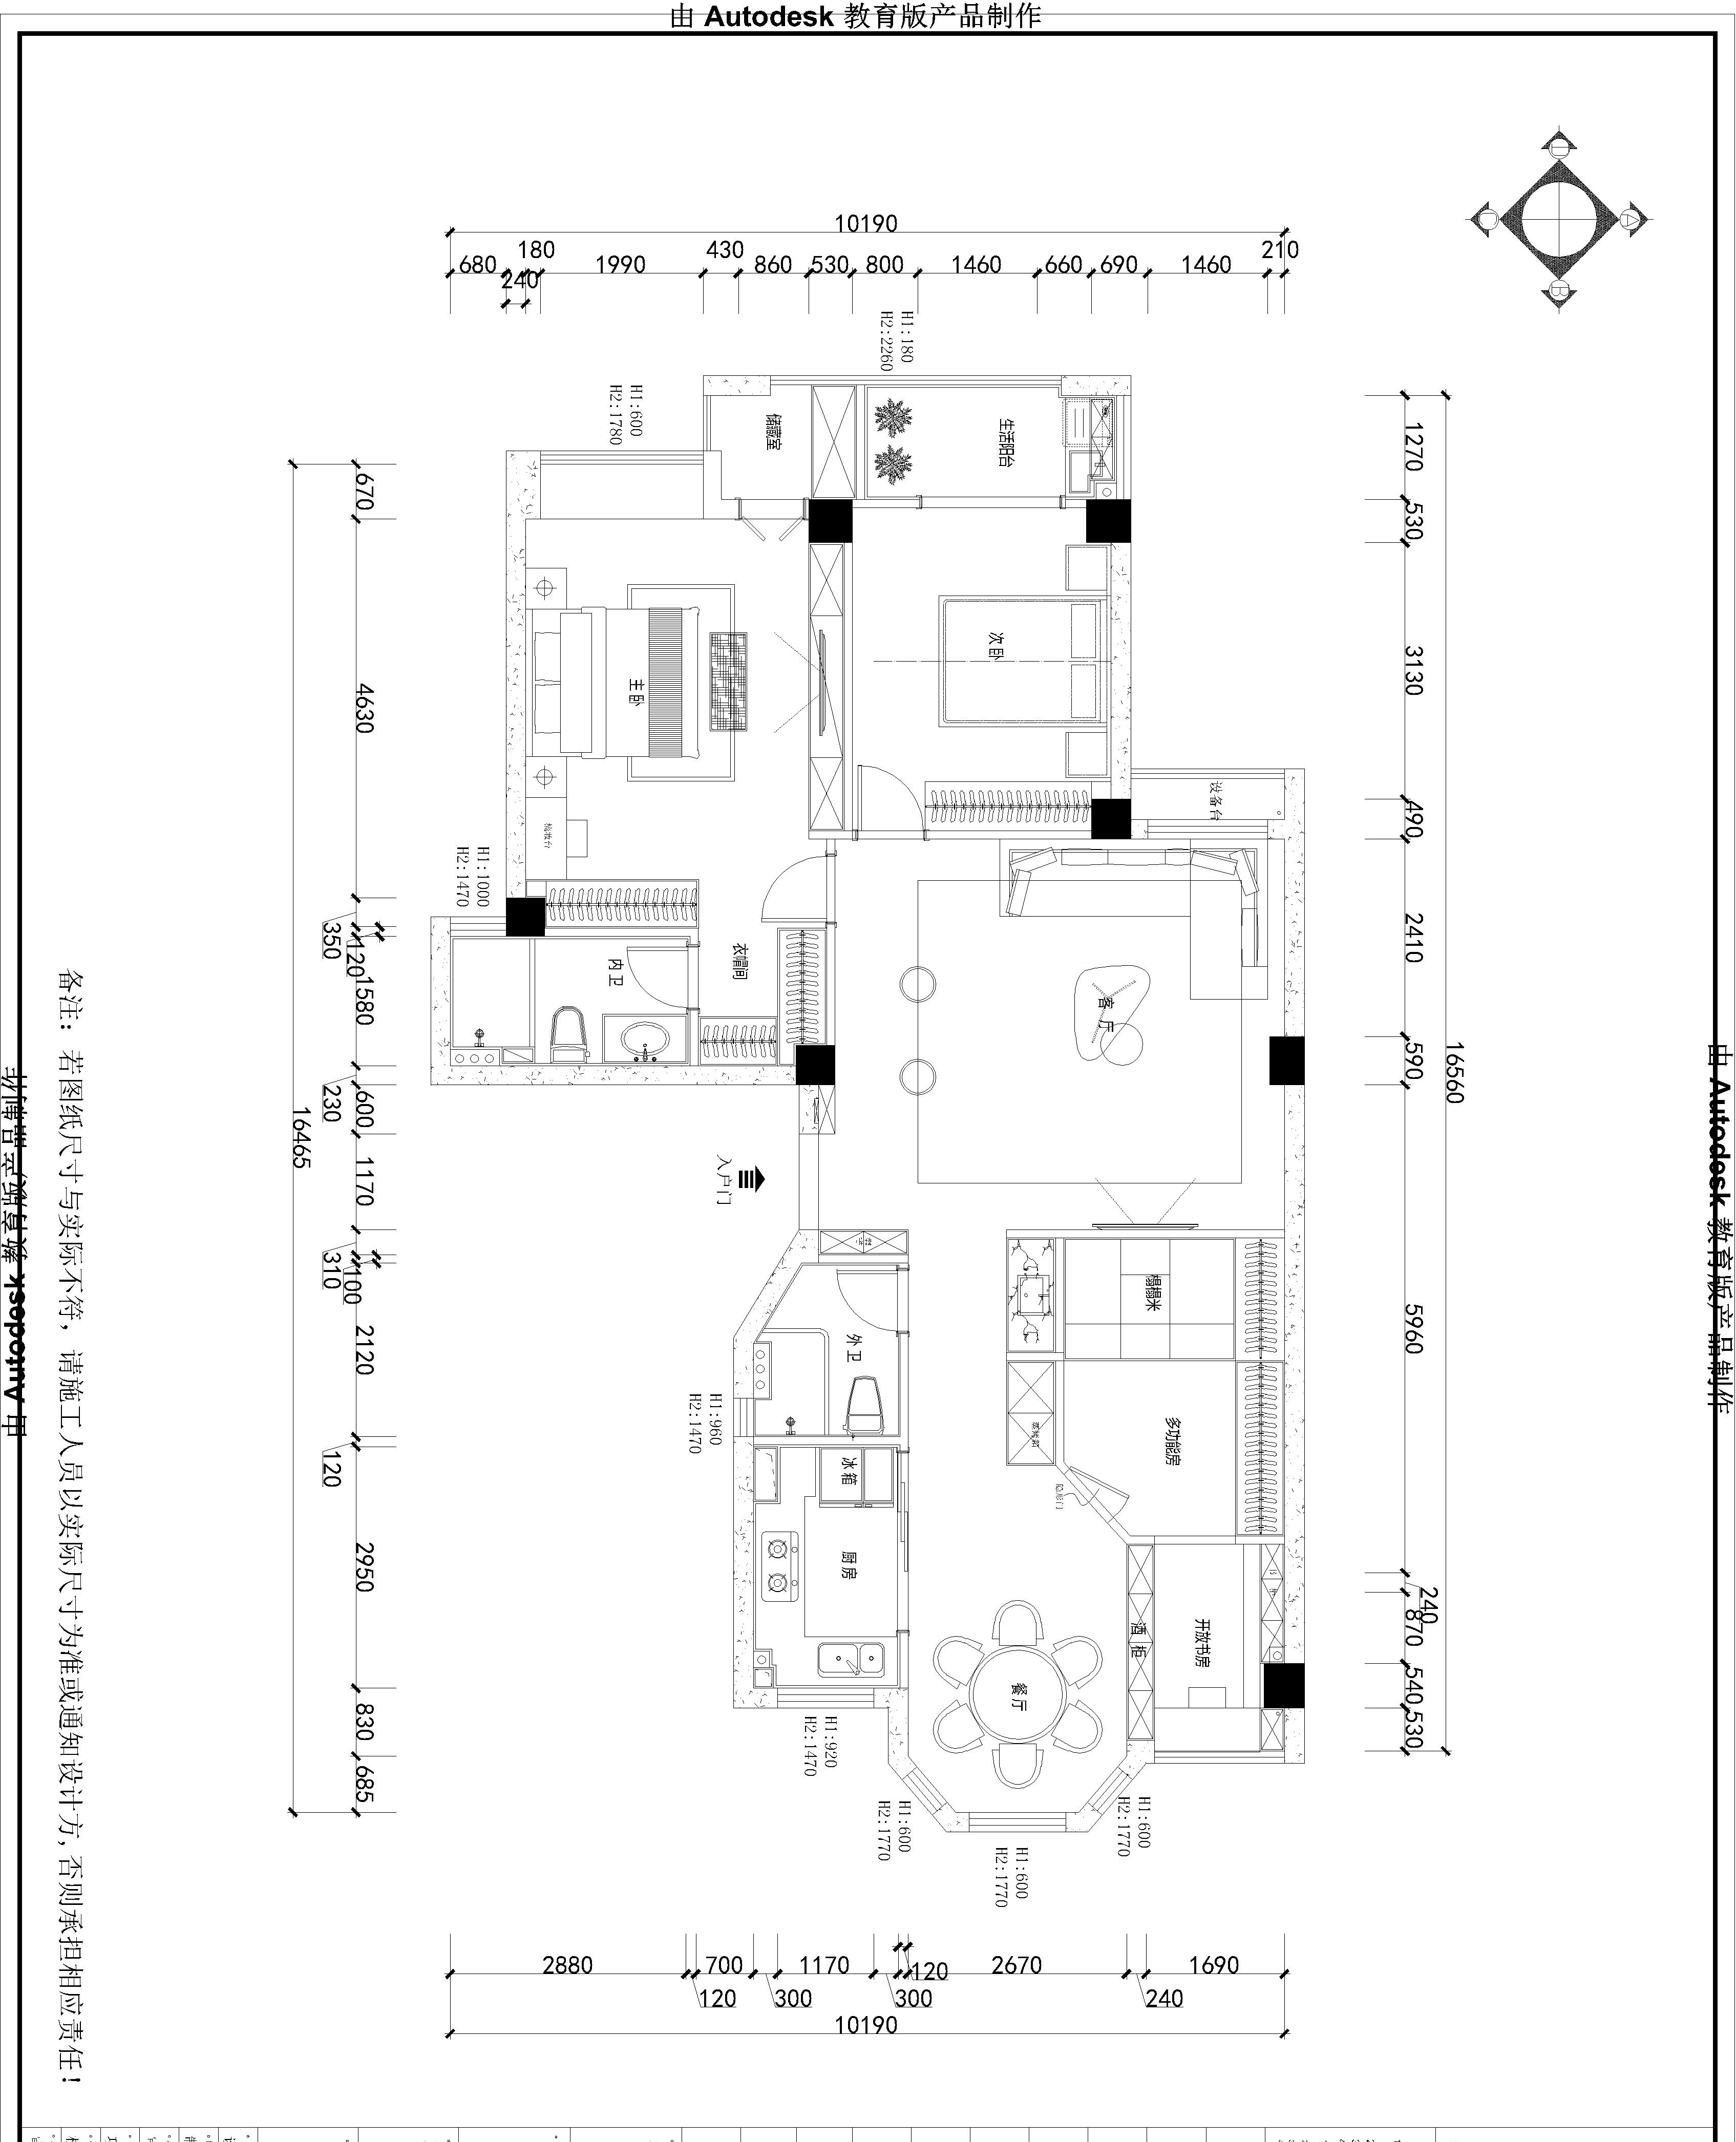 由 Autodesk 教育版产品制作
10190
180
430
210
680
1990
860
530
800
1460
660
690
1460
240
H1:180
H2:2260
H1:600
H2:1780
储藏室
生活阳台
次卧
主卧
梳妆台
设备台
H1:1000
H2:1470
内卫
衣帽间
客厅
入户门
榻榻米
外卫
蒸烤箱
多功能房
隐形门
H1:960
H2:1470
冰箱
厨房
酒柜
开放书房
餐厅
H1:920
H2:1470
H1:600
H2:1770
H1:600
H2:1770
H1:600
H2:1770
A
B
1270
530
3130
490
2410
590
5960
240
870
540
530
16560
670
4630
350
120
1580
230
600
1170
310
100
2120
120
2950
830
685
16465
2880
700
1170
120
2670
1690
120
300
300
240
10190
备注：若图纸尺寸与实际不符，请施工人员以实际尺寸为准或通知设计方,否则承担相应责任!
由 Autodesk 教育版产品制作
由 Autodesk 教育版产品制作